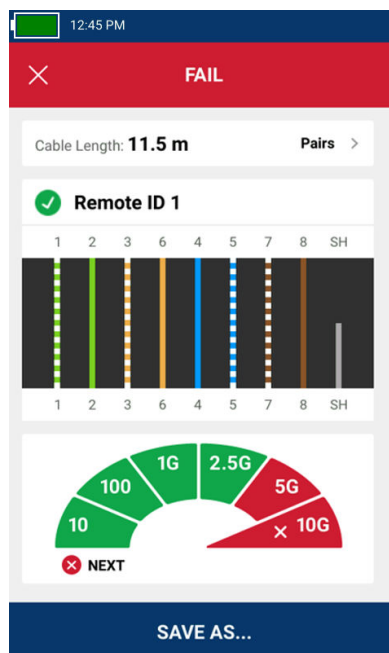 12:45 PM
FAIL
Cable Length: 11.5 m Pairs >
Remote ID 1
1 2 3 6 4 5 7 8 SH
1 2 3 6 4 5 7 8 SH
10 100 1G 2.5G 5G 10G
NEXT
SAVE AS...